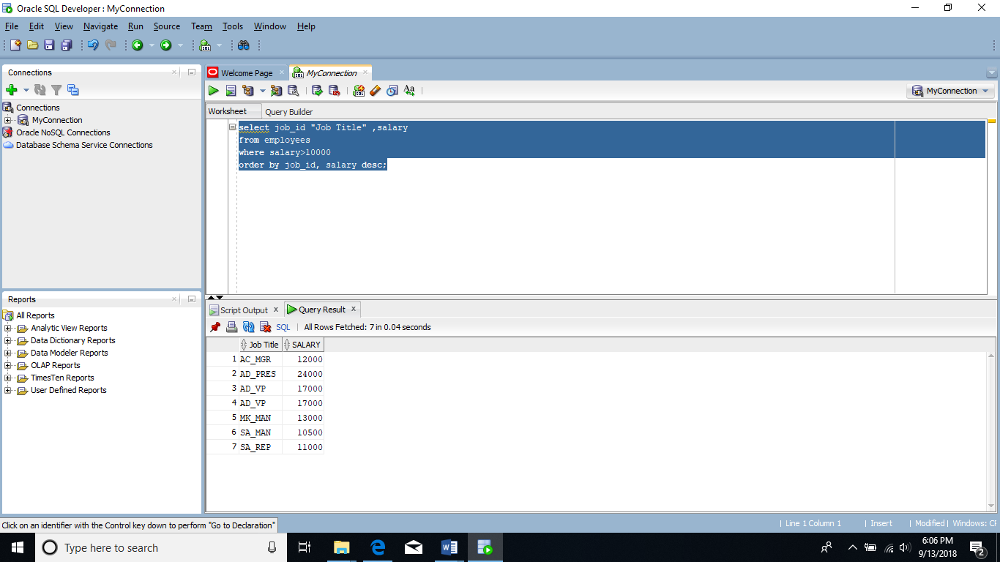 Oracle SQL Developer : MyConnection
File Edit View Navigate Run Source Team Tools Window Help
Connections
Connections
MyConnection
Oracle NoSQL Connections
Database Schema Service Connections
Reports
All Reports
Analytic View Reports
Data Dictionary Reports
Data Modeler Reports
OLAP Reports
TimesTen Reports
User Defined Reports
Welcome Page
MyConnection
MyConnection
Worksheet Query Builder
select job_id "Job Title" ,salary
from employees
where salary>10000
order by job_id, salary desc;
Script Output Query Result
SQL All Rows Fetched: 7 in 0.04 seconds
Job Title SALARY
1 AC_MGR 12000
2 AD_PRES 24000
3 AD_VP 17000
4 AD_VP 17000
5 MK_MAN 13000
6 SA_MAN 10500
7 SA_REP 11000
Click on an identifier with the Control key down to perform "Go to Declaration"
Line 1 Column 1 Insert Modified Windows: CF
Type here to search
6:06 PM
9/13/2018
2